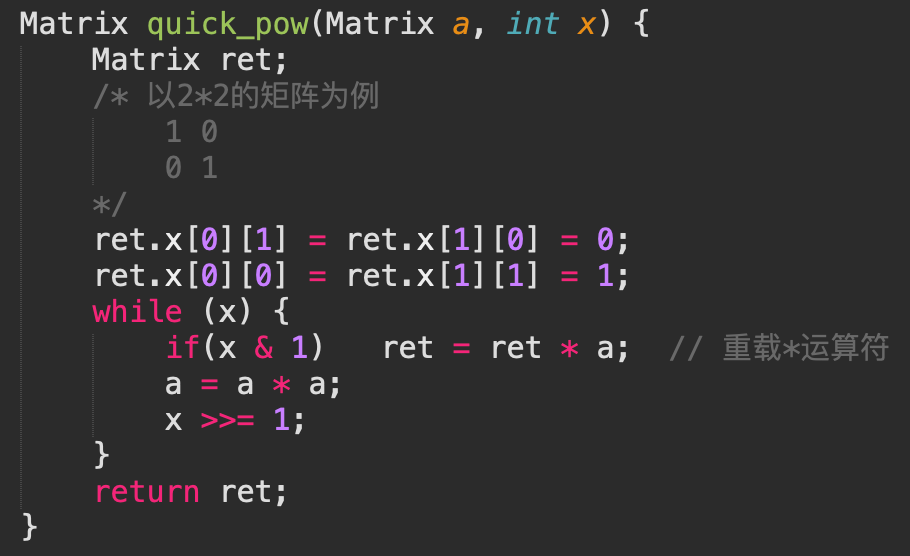 Matrix quick_pow(Matrix a, int x) {
    Matrix ret;
    /* 以2*2的矩阵为例
        1 0
        0 1
    */
    ret.x[0][1] = ret.x[1][0] = 0;
    ret.x[0][0] = ret.x[1][1] = 1;
    while (x) {
        if(x & 1)   ret = ret * a;  // 重载*运算符
        a = a * a;
        x >>= 1;
    }
    return ret;
}